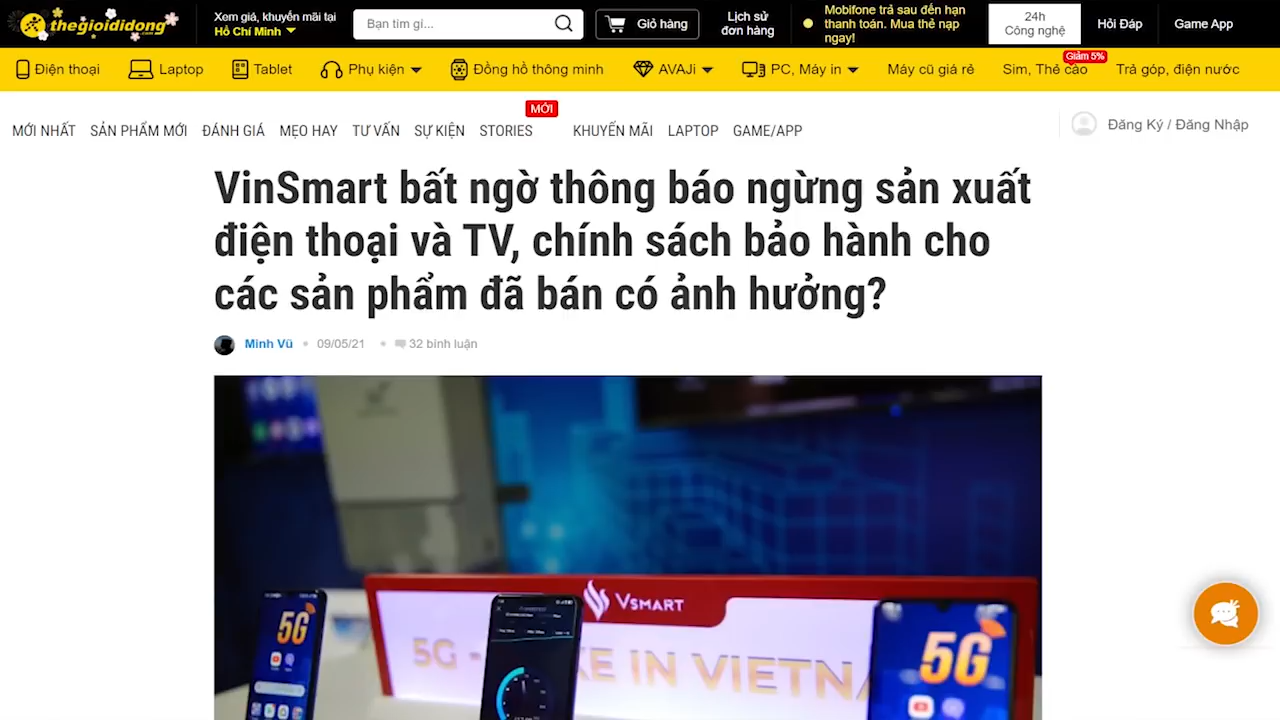 thegioididong
.com
Xem giá, khuyến mãi tại
Hồ Chí Minh
Bạn tìm gì...
Giỏ hàng
Lịch sử
đơn hàng
Mobifone trả sau đến hạn
thanh toán. Mua thẻ nạp
ngay!
24h
Công nghệ
Hỏi Đáp
Game App
Điện thoại
Laptop
Tablet
Phụ kiện
Đồng hồ thông minh
AVAJi
PC, Máy in
Máy cũ giá rẻ
Sim, Thẻ cào
Giảm 5%
Trả góp, điện nước
MỚI NHẤT
SẢN PHẨM MỚI
ĐÁNH GIÁ
MẸO HAY
TƯ VẤN
SỰ KIỆN
STORIES
MỚI
KHUYẾN MÃI
LAPTOP
GAME/APP
Đăng Ký / Đăng Nhập
VinSmart bất ngờ thông báo ngừng sản xuất
điện thoại và TV, chính sách bảo hành cho
các sản phẩm đã bán có ảnh hưởng?
Minh Vũ
09/05/21
32 bình luận
VSMART
5G
5G -
KE IN VIETNA
5G